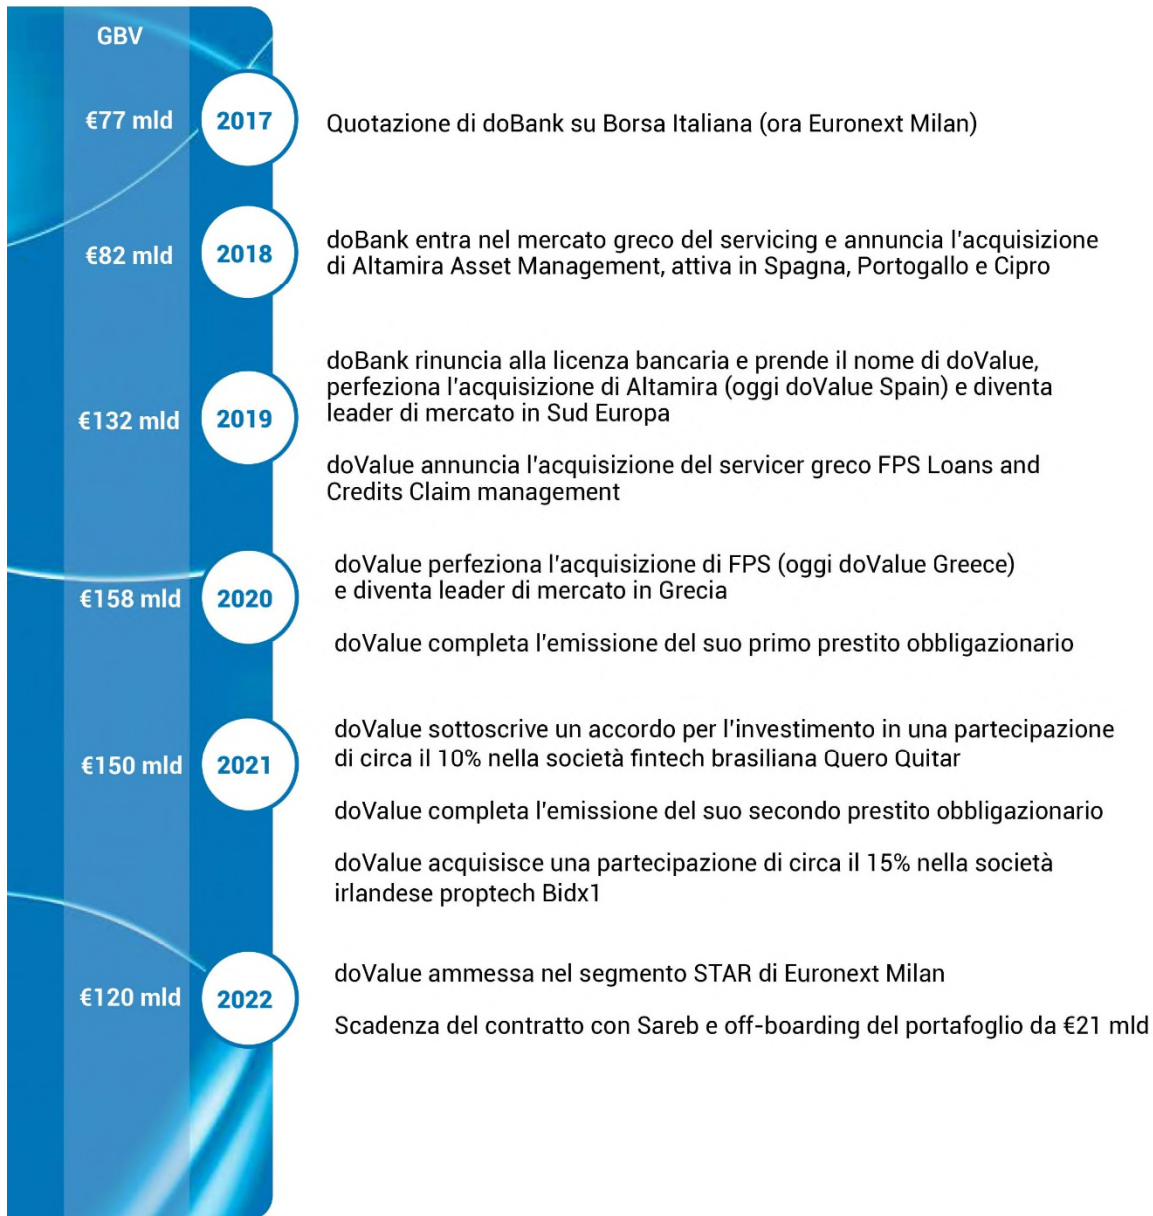 GBV
€77 mld
2017
Quotazione di doBank su Borsa Italiana (ora Euronext Milan)
€82 mld
2018
doBank entra nel mercato greco del servicing e annuncia l'acquisizione
di Altamira Asset Management, attiva in Spagna, Portogallo e Cipro
€132 mld
2019
doBank rinuncia alla licenza bancaria e prende il nome di doValue,
perfeziona l'acquisizione di Altamira (oggi doValue Spain) e diventa
leader di mercato in Sud Europa
doValue annuncia l'acquisizione del servicer greco FPS Loans and
Credits Claim management
€158 mld
2020
doValue perfeziona l'acquisizione di FPS (oggi doValue Greece)
e diventa leader di mercato in Grecia
doValue completa l'emissione del suo primo prestito obbligazionario
€150 mld
2021
doValue sottoscrive un accordo per l'investimento in una partecipazione
di circa il 10% nella società fintech brasiliana Quero Quitar
doValue completa l'emissione del suo secondo prestito obbligazionario
doValue acquisisce una partecipazione di circa il 15% nella società
irlandese proptech Bidx1
€120 mld
2022
doValue ammessa nel segmento STAR di Euronext Milan
Scadenza del contratto con Sareb e off-boarding del portafoglio da €21 mld